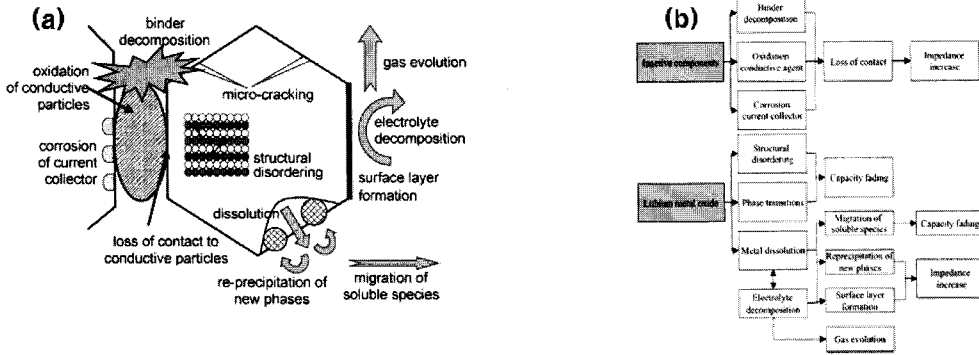 (a)
binder
decomposition
oxidation
of conductive
particles
corrosion
of current
collector
micro-cracking
structural
disordering
dissolution
gas evolution
electrolyte
decomposition
surface layer
formation
loss of contact to
conductive particles
re-precipitation of
new phases
migration of
soluble species
(b)
Binder
decomposition
Inactive components
Oxidation
conductive agent
Loss of contact
Impedance
increase
Corrosion
current collector
Structural
disordering
Capacity fading
Lithium metal oxide
Phase transitions
Migration of
soluble species
Capacity fading
Metal dissolution
Reprecipitation of
new phases
Impedance
increase
Electrolyte
decomposition
Surface layer
formation
Gas evolution